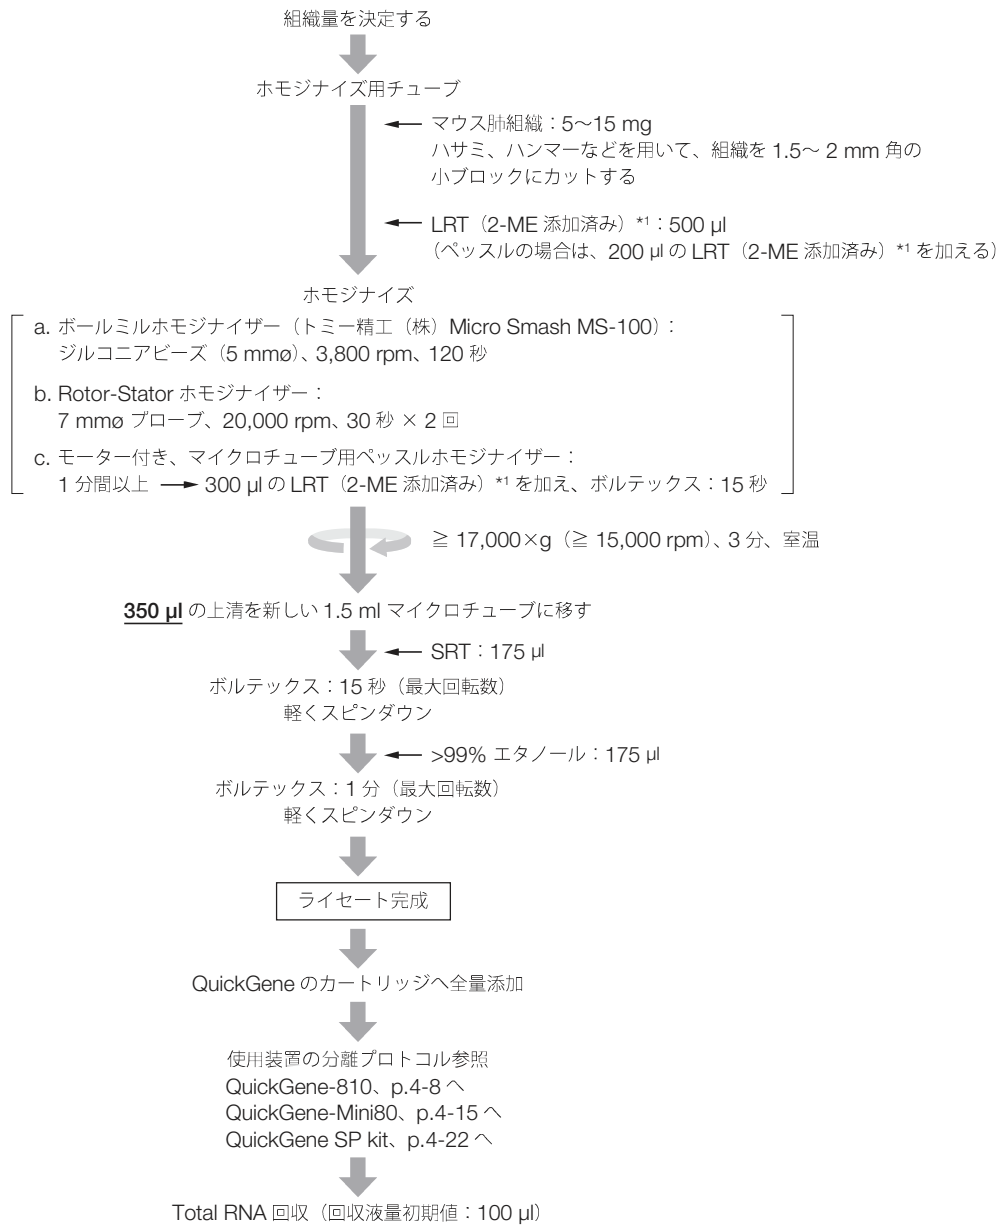 組織量を決定する
ホモジナイズ用チューブ
マウス肺組織：5〜15 mg
ハサミ、ハンマーなどを用いて、組織を 1.5〜 2 mm 角の
小ブロックにカットする
LRT（2-ME 添加済み）*1：500 µl
（ペッスルの場合は、200 µl の LRT（2-ME 添加済み）*1 を加える）
ホモジナイズ
a. ボールミルホモジナイザー（トミー精工（株）Micro Smash MS-100）：
ジルコニアビーズ（5 mmø）、3,800 rpm、120 秒
b. Rotor-Stator ホモジナイザー：
7 mmø プローブ、20,000 rpm、30 秒 × 2 回
c. モーター付き、マイクロチューブ用ペッスルホモジナイザー：
1 分間以上 → 300 µl の LRT（2-ME 添加済み）*1 を加え、ボルテックス：15 秒
≧ 17,000×g（≧ 15,000 rpm）、3 分、室温
350 µl の上清を新しい 1.5 ml マイクロチューブに移す
SRT：175 µl
ボルテックス：15 秒（最大回転数）
軽くスピンダウン
>99% エタノール：175 µl
ボルテックス：1 分（最大回転数）
軽くスピンダウン
ライセート完成
QuickGene のカートリッジへ全量添加
使用装置の分離プロトコル参照
QuickGene-810、p.4-8 へ
QuickGene-Mini80、p.4-15 へ
QuickGene SP kit、p.4-22 へ
Total RNA 回収（回収液量初期値：100 µl）